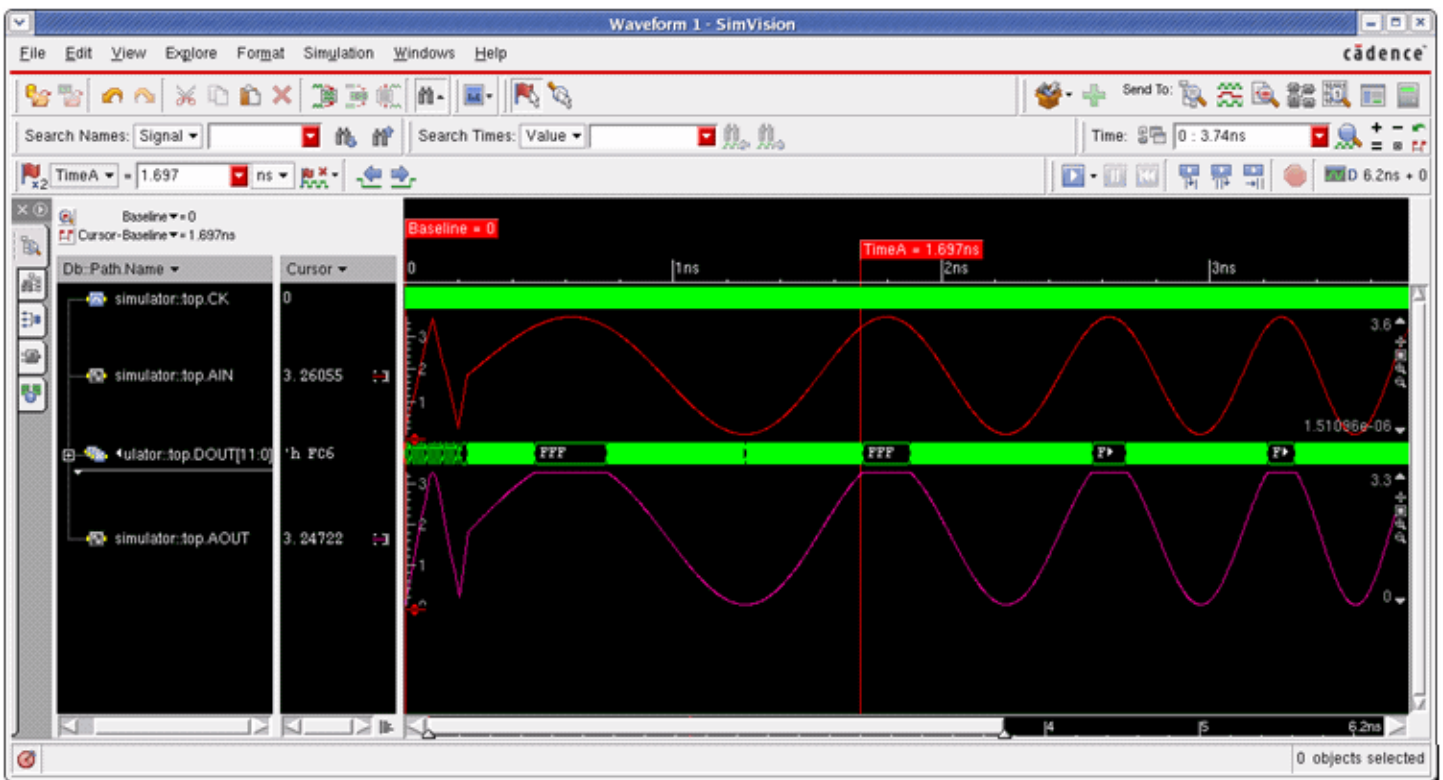 Waveform 1 - SimVision
File Edit View Explore Format Simulation Windows Help
cādence
Send To:
Search Names: Signal
Search Times: Value
Time: 0 : 3.74ns
x2 TimeA = 1.697 ns
D 6.2ns + 0
Baseline = 0
Cursor-Baseline = 1.697ns
Baseline = 0
TimeA = 1.697ns
Db::Path.Name Cursor
0 1ns 2ns 3ns
simulator::top.CK 0
simulator::top.AIN 3.26055
3 2 1
3.6
1.51096e-06
ulator::top.DOUT[11:0] 'h FC6
FFF FFF F F
simulator::top.AOUT 3.24722
3 2 1 0
3.3
0
4 5 6.2ns
0 objects selected